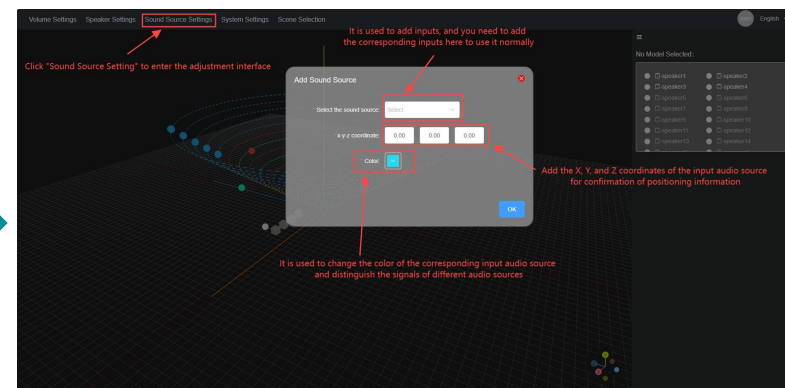 Volume Settings Speaker Settings Sound Source Settings System Settings Scene Selection English
It is used to add inputs, and you need to add
the corresponding inputs here to use it normally
No Model Selected:
Click "Sound Source Setting" to enter the adjustment interface
Add Sound Source
speaker1 speaker2
speaker3 speaker4
speaker5 speaker6
speaker7 speaker8
speaker9 speaker10
speaker11 speaker12
speaker13 speaker14
* Select the sound source: Select
* x-y-z coordinate: 0.00 0.00 0.00
* Color:
Add the X, Y, and Z coordinates of the input audio source
for confirmation of positioning information
OK
It is used to change the color of the corresponding input audio source
and distinguish the signals of different audio sources